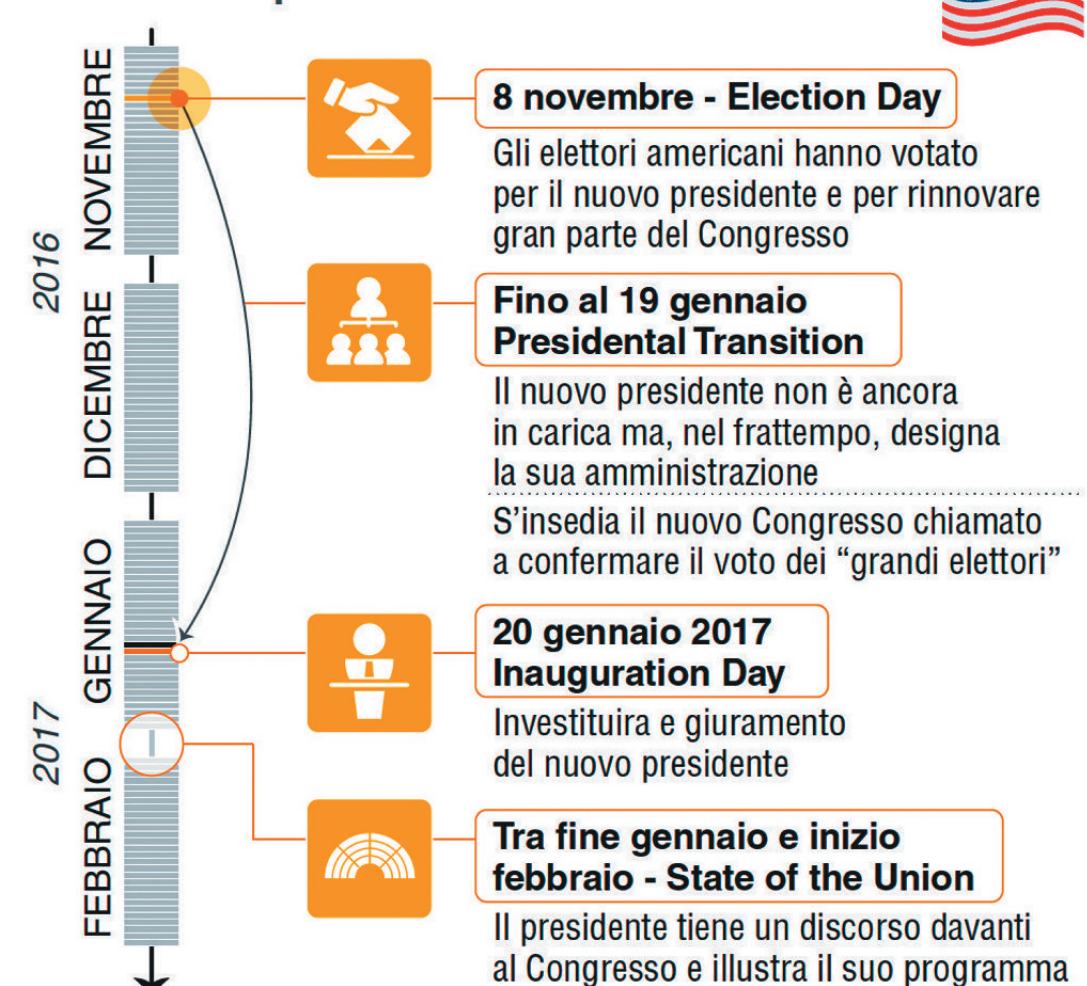 2016
NOVEMBRE
DICEMBRE
2017
GENNAIO
FEBBRAIO
8 novembre - Election Day
Gli elettori americani hanno votato
per il nuovo presidente e per rinnovare
gran parte del Congresso
Fino al 19 gennaio
Presidental Transition
Il nuovo presidente non è ancora
in carica ma, nel frattempo, designa
la sua amministrazione
S'insedia il nuovo Congresso chiamato
a confermare il voto dei “grandi elettori”
20 gennaio 2017
Inauguration Day
Investituira e giuramento
del nuovo presidente
Tra fine gennaio e inizio
febbraio - State of the Union
Il presidente tiene un discorso davanti
al Congresso e illustra il suo programma